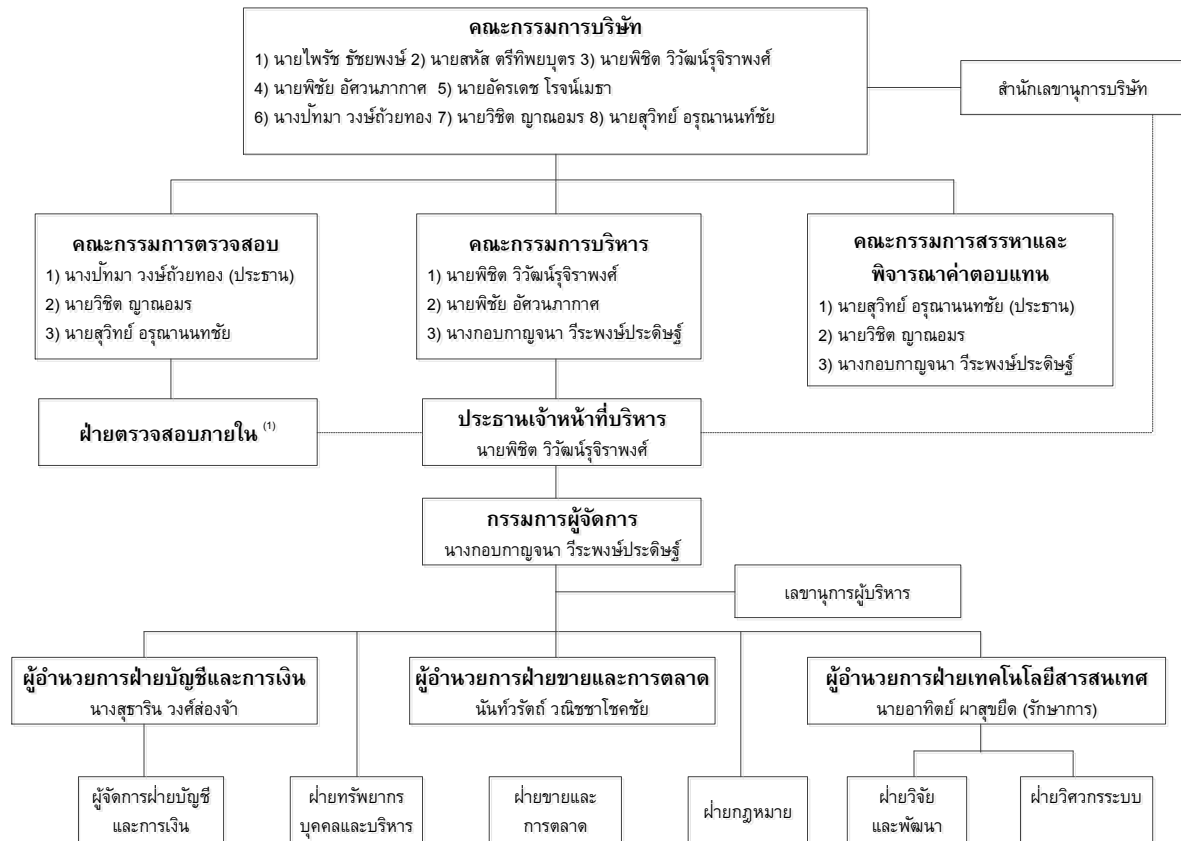 คณะกรรมการบริษัท
1) นายไพรัช ธัชยพงษ์ 2) นายสหัส ตรีทิพยบุตร 3) นายพิชิต วิวัฒน์รุจิราพงศ์
4) นายพิชัย อัศวนภากาศ 5) นายอัครเดช โรจน์เมธา
6) นางปัทมา วงษ์ถ้วยทอง 7) นายวิชิต ญาณอมร 8) นายสุวิทย์ อรุณานนท์ชัย
สำนักเลขานุการบริษัท
คณะกรรมการตรวจสอบ
1) นางปัทมา วงษ์ถ้วยทอง (ประธาน)
2) นายวิชิต ญาณอมร
3) นายสุวิทย์ อรุณานนทชัย
คณะกรรมการบริหาร
1) นายพิชิต วิวัฒน์รุจิราพงศ์
2) นายพิชัย อัศวนภากาศ
3) นางกอบกาญจนา วีระพงษ์ประดิษฐ์
คณะกรรมการสรรหาและ
พิจารณาค่าตอบแทน
1) นายสุวิทย์ อรุณานนทชัย (ประธาน)
2) นายวิชิต ญาณอมร
3) นางกอบกาญจนา วีระพงษ์ประดิษฐ์
ฝ่ายตรวจสอบภายใน (1)
ประธานเจ้าหน้าที่บริหาร
นายพิชิต วิวัฒน์รุจิราพงศ์
กรรมการผู้จัดการ
นางกอบกาญจนา วีระพงษ์ประดิษฐ์
เลขานุการผู้บริหาร
ผู้อำนวยการฝ่ายบัญชีและการเงิน
นางสุธาริน วงศ์ส่องจ้า
ผู้อำนวยการฝ่ายขายและการตลาด
นันท์วรัตถ์ วณิชชาโชคชัย
ผู้อำนวยการฝ่ายเทคโนโลยีสารสนเทศ
นายอาทิตย์ ผาสุขยืด (รักษาการ)
ผู้จัดการฝ่ายบัญชี
และการเงิน
ฝ่ายทรัพยากร
บุคคลและบริหาร
ฝ่ายขายและ
การตลาด
ฝ่ายกฎหมาย
ฝ่ายวิจัย
และพัฒนา
ฝ่ายวิศวกรระบบ